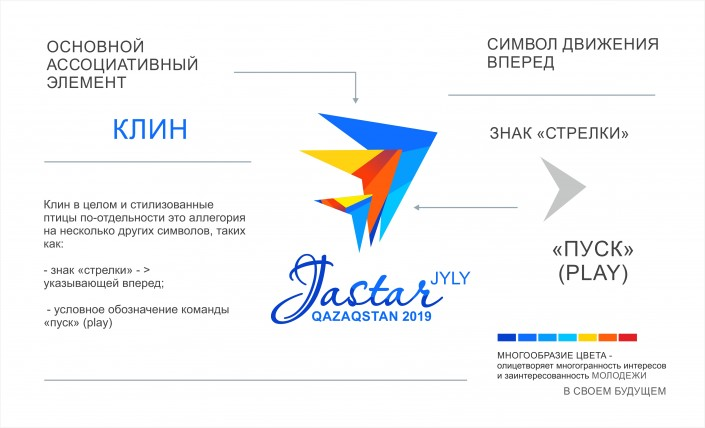 ОСНОВНОЙ
АССОЦИАТИВНЫЙ
ЭЛЕМЕНТ
КЛИН
Клин в целом и стилизованные
птицы по-отдельности это аллегория
на несколько других символов, таких
как:
- знак «стрелки» - >
указывающей вперед;
- условное обозначение команды
«пуск» (play)
Jastar
JYLY
QAZAQSTAN 2019
СИМВОЛ ДВИЖЕНИЯ
ВПЕРЕД
ЗНАК «СТРЕЛКИ»
«ПУСК»
(PLAY)
МНОГООБРАЗИЕ ЦВЕТА -
олицетворяет многогранность интересов
и заинтересованность МОЛОДЕЖИ
В СВОЕМ БУДУЩЕМ